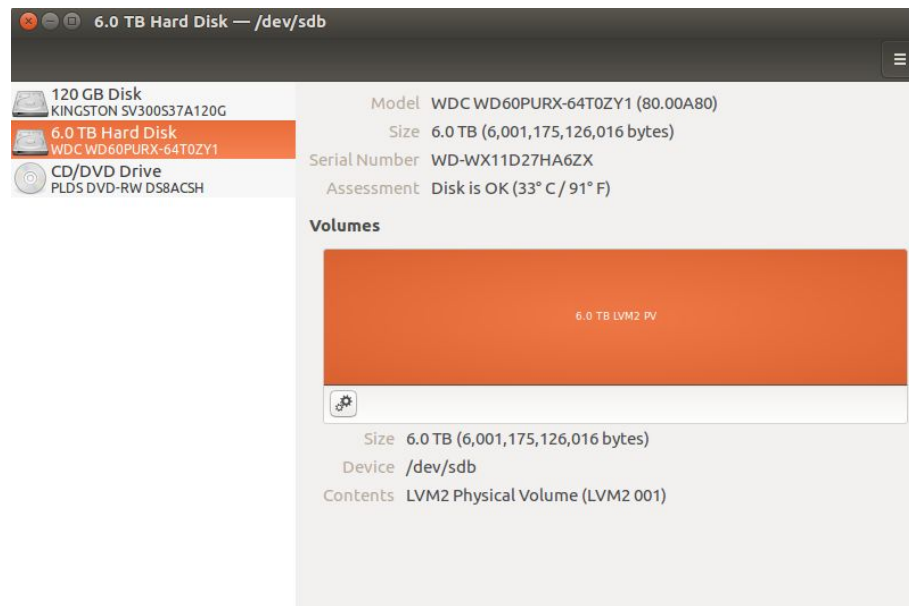 6.0 TB Hard Disk — /dev/sdb
120 GB Disk
KINGSTON SV300S37A120G
6.0 TB Hard Disk
WDC WD60PURX-64T0ZY1
CD/DVD Drive
PLDS DVD-RW DS8ACSH
Model WDC WD60PURX-64T0ZY1 (80.00A80)
Size 6.0 TB (6,001,175,126,016 bytes)
Serial Number WD-WX11D27HA6ZX
Assessment Disk is OK (33° C / 91° F)
Volumes
6.0 TB LVM2 PV
Size 6.0 TB (6,001,175,126,016 bytes)
Device /dev/sdb
Contents LVM2 Physical Volume (LVM2 001)